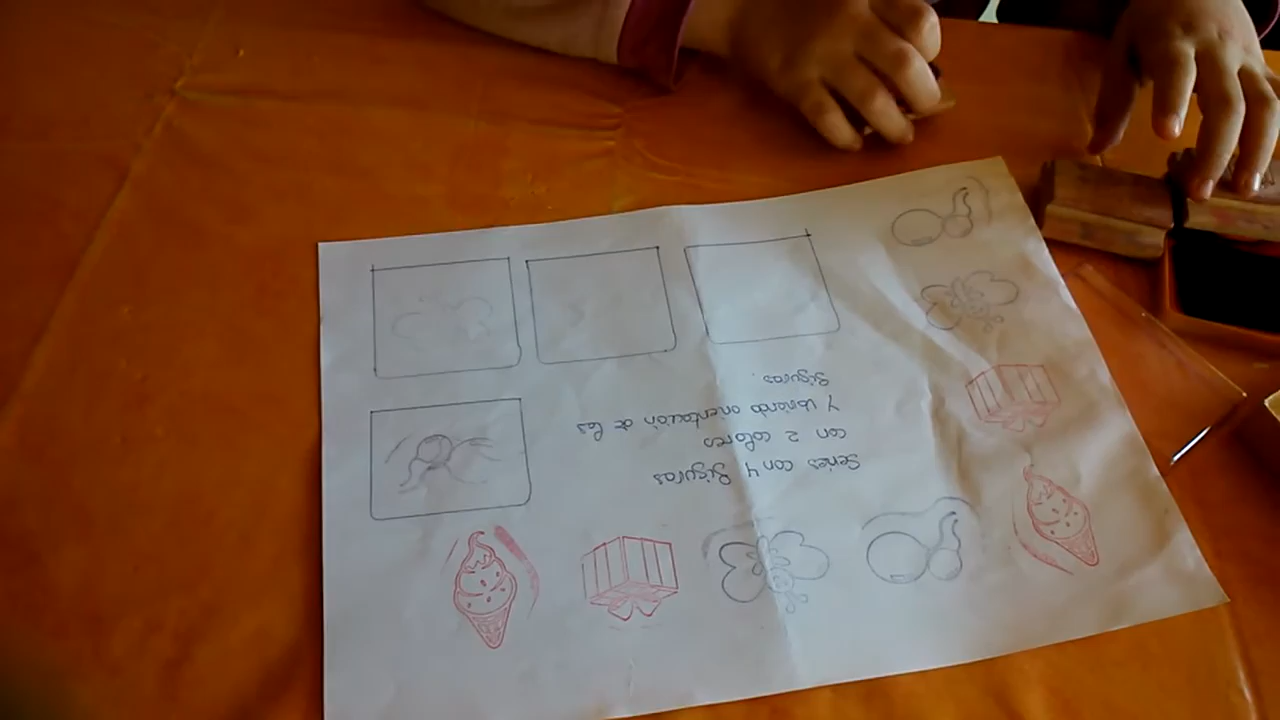 Series con 4 figuras
con 2 colores
Y variando orientación de las
figuras.